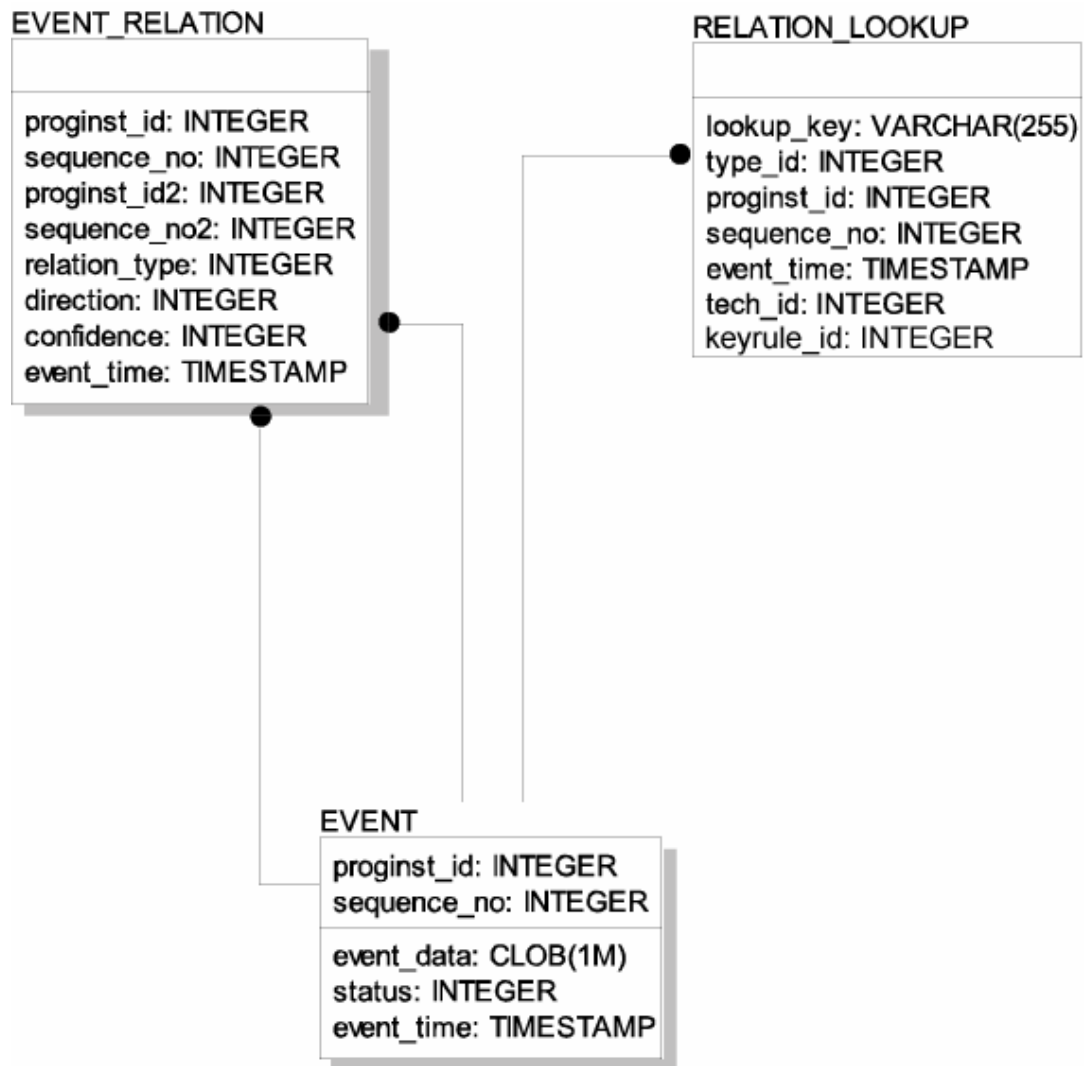 EVENT_RELATION
proginst_id: INTEGER
sequence_no: INTEGER
proginst_id2: INTEGER
sequence_no2: INTEGER
relation_type: INTEGER
direction: INTEGER
confidence: INTEGER
event_time: TIMESTAMP
RELATION_LOOKUP
lookup_key: VARCHAR(255)
type_id: INTEGER
proginst_id: INTEGER
sequence_no: INTEGER
event_time: TIMESTAMP
tech_id: INTEGER
keyrule_id: INTEGER
EVENT
proginst_id: INTEGER
sequence_no: INTEGER
event_data: CLOB(1M)
status: INTEGER
event_time: TIMESTAMP